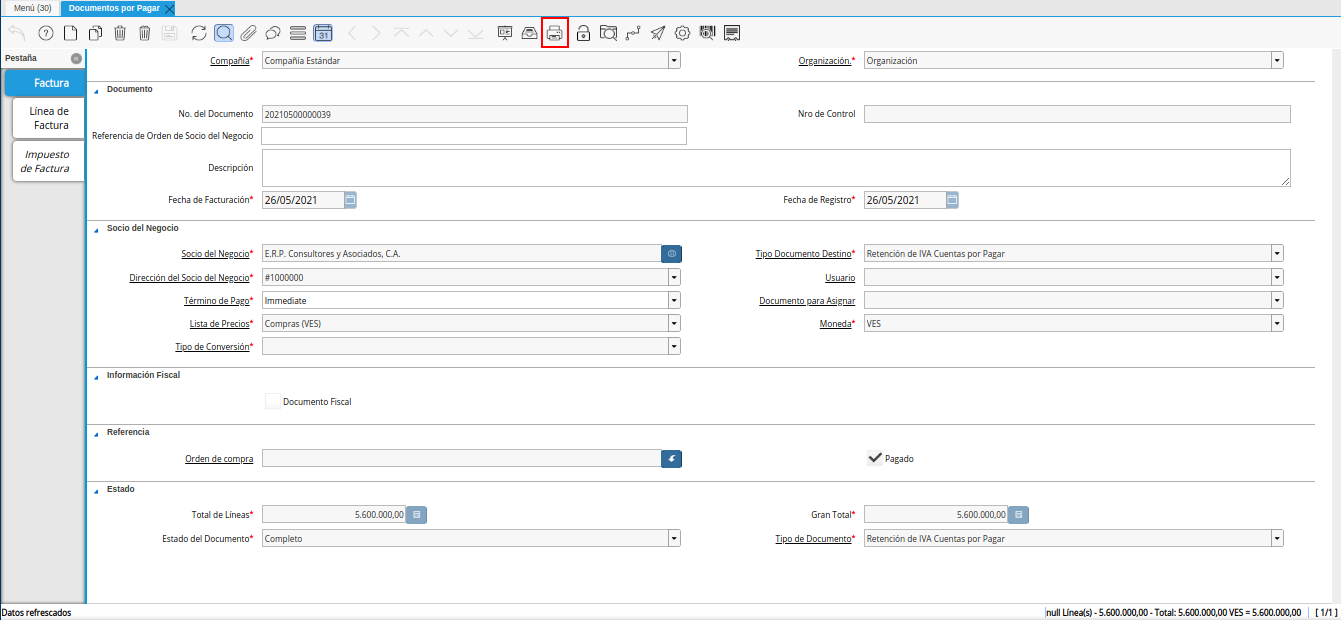 Menú (30) Documentos por Pagar
31
Pestaña
Factura
Línea de
Factura
Impuesto
de Factura
Compañía* Compañía Estándar Organización.* Organización
Documento
No. del Documento 20210500000039 Nro de Control
Referencia de Orden de Socio del Negocio
Descripción
Fecha de Facturación* 26/05/2021 Fecha de Registro* 26/05/2021
Socio del Negocio
Socio del Negocio* E.R.P. Consultores y Asociados, C.A. Tipo Documento Destino* Retención de IVA Cuentas por Pagar
Dirección del Socio del Negocio* #1000000 Usuario
Término de Pago* Immediate Documento para Asignar
Lista de Precios* Compras (VES) Moneda* VES
Tipo de Conversión*
Información Fiscal
Documento Fiscal
Referencia
Orden de compra Pagado
Estado
Total de Líneas* 5.600.000,00 Gran Total* 5.600.000,00
Estado del Documento* Completo Tipo de Documento* Retención de IVA Cuentas por Pagar
Datos refrescados null Línea(s) - 5.600.000,00 - Total: 5.600.000,00 VES = 5.600.000,00 [ 1/1 ]